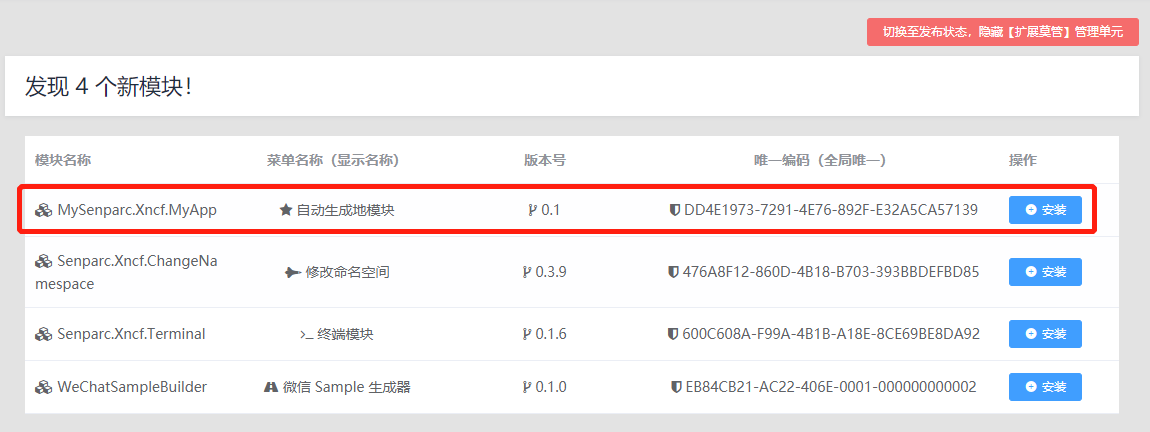 切换至发布状态，隐藏【扩展莫管】管理单元
发现 4 个新模块！
模块名称 菜单名称（显示名称） 版本号 唯一编码（全局唯一） 操作
MySenparc.Xncf.MyApp 自动生成地模块 0.1 DD4E1973-7291-4E76-892F-E32A5CA57139 安装
Senparc.Xncf.ChangeNa
mespace 修改命名空间 0.3.9 476A8F12-860D-4B18-B703-393BBDEFBD85 安装
Senparc.Xncf.Terminal 终端模块 0.1.6 600C608A-F99A-4B1B-A18E-8CE69BE8DA92 安装
WeChatSampleBuilder 微信 Sample 生成器 0.1.0 EB84CB21-AC22-406E-0001-000000000002 安装